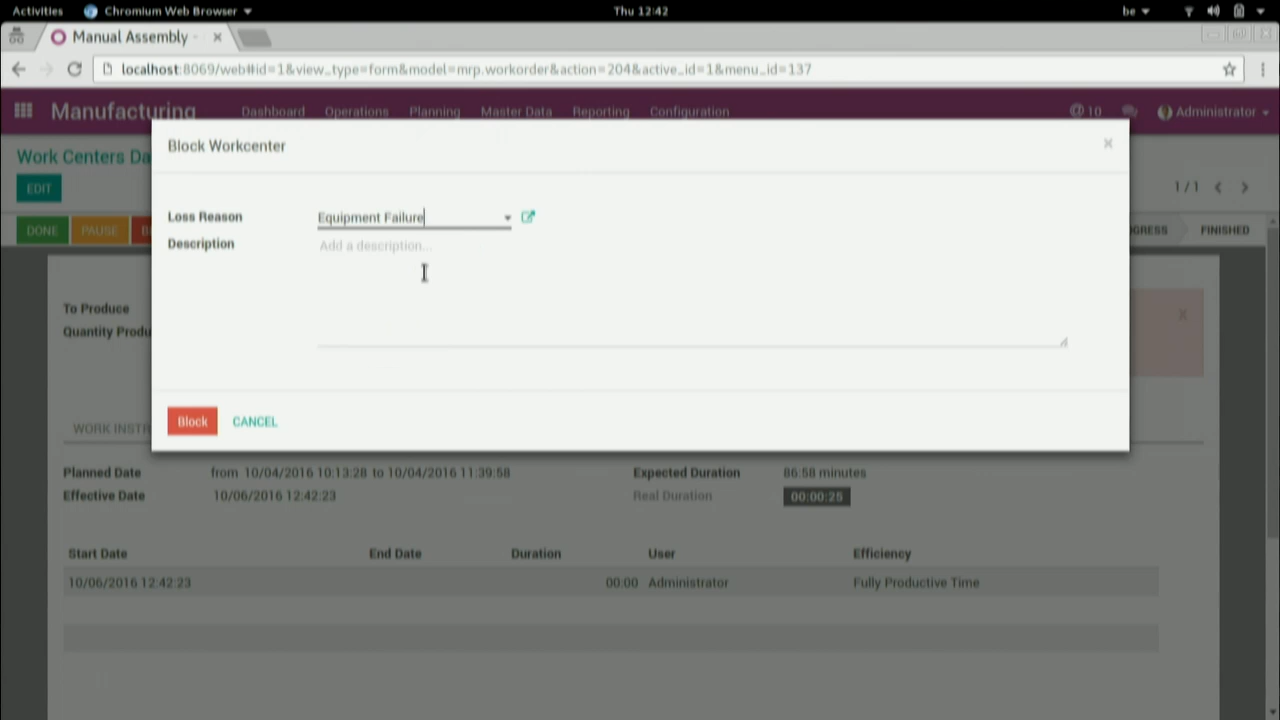 Activities Chromium Web Browser Thu 12:42 be
Manual Assembly - ×
localhost:8069/web#id=1&view_type=form&model=mrp.workorder&action=204&active_id=1&menu_id=137
Manufacturing Dashboard Operations Planning Master Data Reporting Configuration @ 10 Administrator
Block Workcenter ×
Work Centers Da
EDIT 1 / 1
Loss Reason Equipment Failure
DONE PAUSE GRESS FINISHED
Description Add a description...
To Produce ×
Quantity Produ
Block CANCEL
WORK INSTR
Planned Date from 10/04/2016 10:13:28 to 10/04/2016 11:39:58 Expected Duration 86:58 minutes
Effective Date 10/06/2016 12:42:23 Real Duration 00:00:25
Start Date End Date Duration User Efficiency
10/06/2016 12:42:23 00:00 Administrator Fully Productive Time